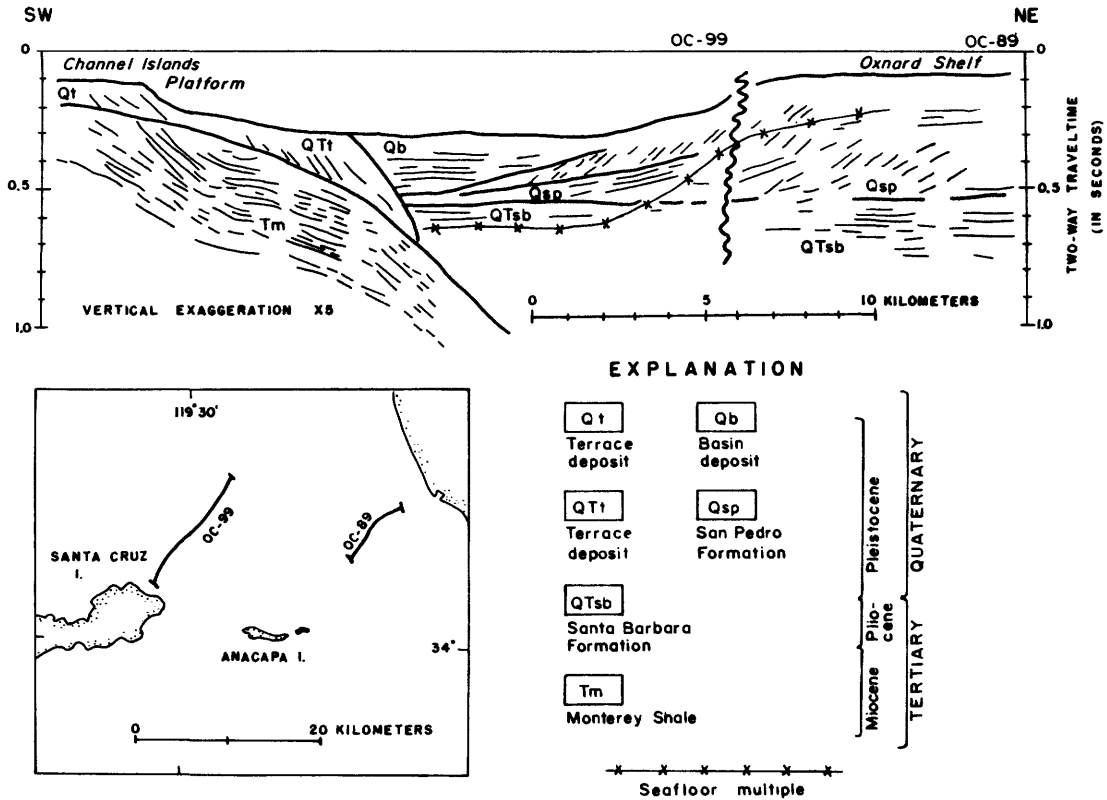 SW
NE
OC-99
OC-89
0
0
Channel Islands
Platform
Oxnard Shelf
Qt
QTt
Qb
0.5
0.5
Qsp
Qsp
QTsb
QTsb
Tm
TWO-WAY TRAVELTIME
(IN SECONDS)
VERTICAL EXAGGERATION X5
0 5 10 KILOMETERS
1.0
1.0
119°30'
OC-99
OC-89
SANTA CRUZ
I.
ANACAPA I.
34°
0 20 KILOMETERS
EXPLANATION
Qt
Terrace
deposit
Qb
Basin
deposit
QTt
Terrace
deposit
Qsp
San Pedro
Formation
QTsb
Santa Barbara
Formation
Tm
Monterey Shale
Pleistocene
Plio-
cene
Miocene
QUATERNARY
TERTIARY
Seafloor multiple